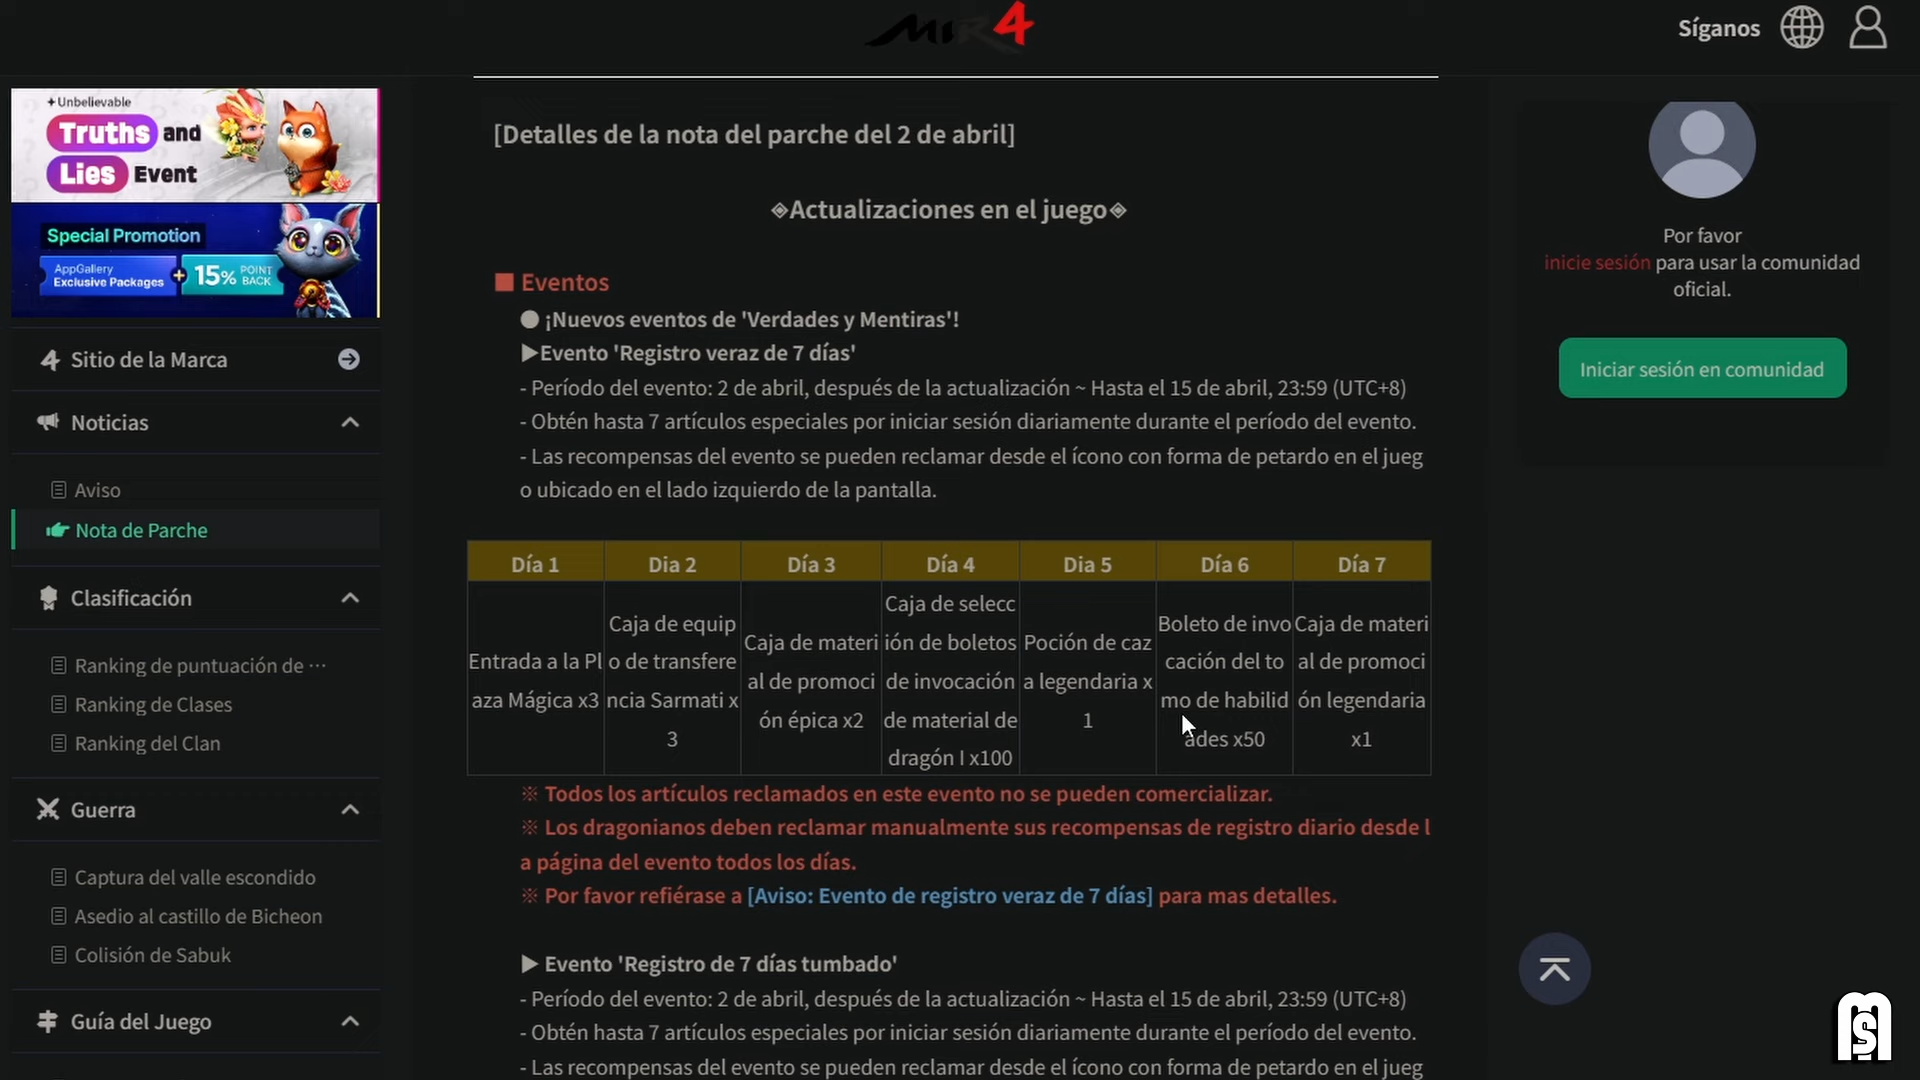 MIR4
Síganos
✦Unbelievable
Truths and
Lies Event
Special Promotion
AppGallery
Exclusive Packages
+
15% POINT
BACK
Sitio de la Marca
Noticias
Aviso
Nota de Parche
Clasificación
Ranking de puntuación de ···
Ranking de Clases
Ranking del Clan
Guerra
Captura del valle escondido
Asedio al castillo de Bicheon
Colisión de Sabuk
Guía del Juego
[Detalles de la nota del parche del 2 de abril]
◈Actualizaciones en el juego◈
■ Eventos
● ¡Nuevos eventos de 'Verdades y Mentiras'!
▶Evento 'Registro veraz de 7 días'
- Período del evento: 2 de abril, después de la actualización ~ Hasta el 15 de abril, 23:59 (UTC+8)
- Obtén hasta 7 artículos especiales por iniciar sesión diariamente durante el período del evento.
- Las recompensas del evento se pueden reclamar desde el ícono con forma de petardo en el jueg
o ubicado en el lado izquierdo de la pantalla.
Día 1
Dia 2
Día 3
Día 4
Dia 5
Día 6
Día 7
Entrada a la Pl
aza Mágica x3
Caja de equip
o de transfere
ncia Sarmati x
3
Caja de materi
al de promoci
ón épica x2
Caja de selecc
ión de boletos
de invocación
de material de
dragón I x100
Poción de caz
a legendaria x
1
Boleto de invo
cación del to
mo de habilid
ades x50
Caja de materi
al de promoci
ón legendaria
x1
※ Todos los artículos reclamados en este evento no se pueden comercializar.
※ Los dragonianos deben reclamar manualmente sus recompensas de registro diario desde l
a página del evento todos los días.
※ Por favor refiérase a [Aviso: Evento de registro veraz de 7 días] para mas detalles.
▶ Evento 'Registro de 7 días tumbado'
- Período del evento: 2 de abril, después de la actualización ~ Hasta el 15 de abril, 23:59 (UTC+8)
- Obtén hasta 7 artículos especiales por iniciar sesión diariamente durante el período del evento.
- Las recompensas del evento se pueden reclamar desde el ícono con forma de petardo en el jueg
Por favor
inicie sesión para usar la comunidad
oficial.
Iniciar sesión en comunidad